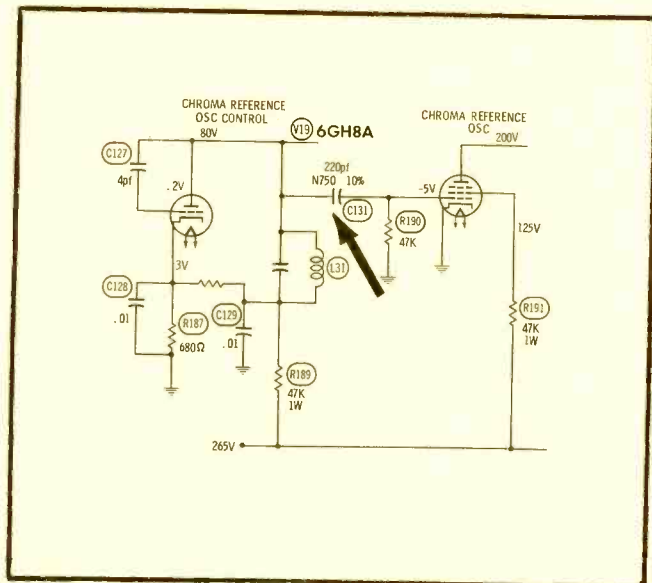 CHROMA REFERENCE
OSC CONTROL
80V
V19 6GH8A
CHROMA REFERENCE
OSC
200V
C127
4pf
.2V
220pf
N750 10%
C131
-5V
R190
47K
125V
3V
L31
C128
.01
R187
680Ω
C129
.01
R191
47K
1W
R189
47K
1W
265V